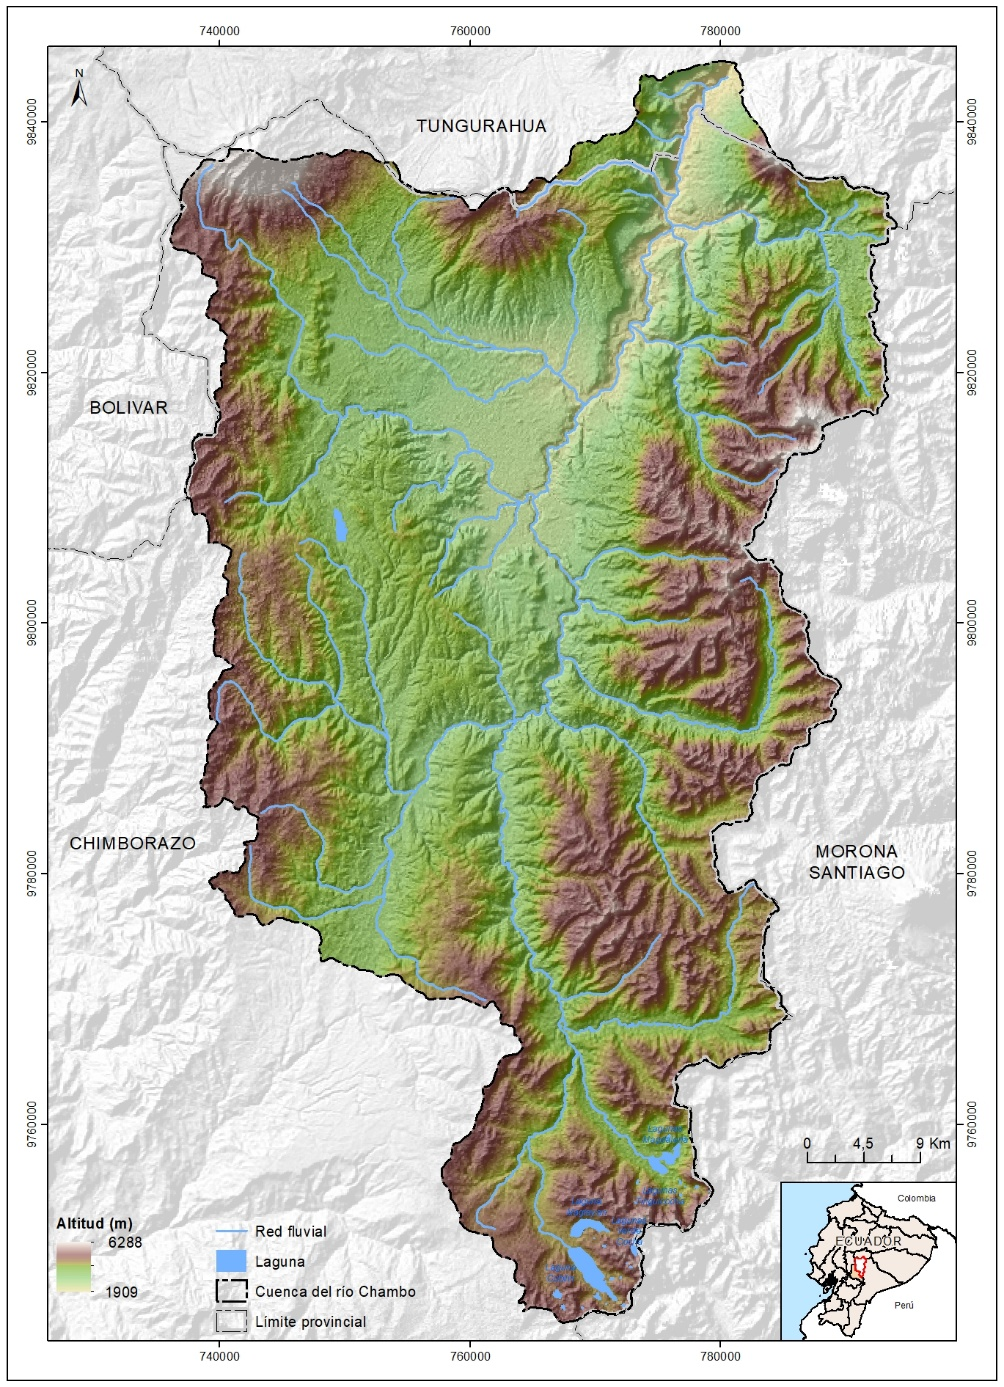 740000
760000
780000
N
9840000
9840000
TUNGURAHUA
9820000
9820000
BOLIVAR
9800000
9800000
CHIMBORAZO
MORONA
SANTIAGO
9780000
9780000
9760000
9760000
0 4,5 9 Km
Altitud (m)
6288
1909
Red fluvial
Laguna
Cuenca del río Chambo
Límite provincial
Colombia
ECUADOR
Perú
740000
760000
780000